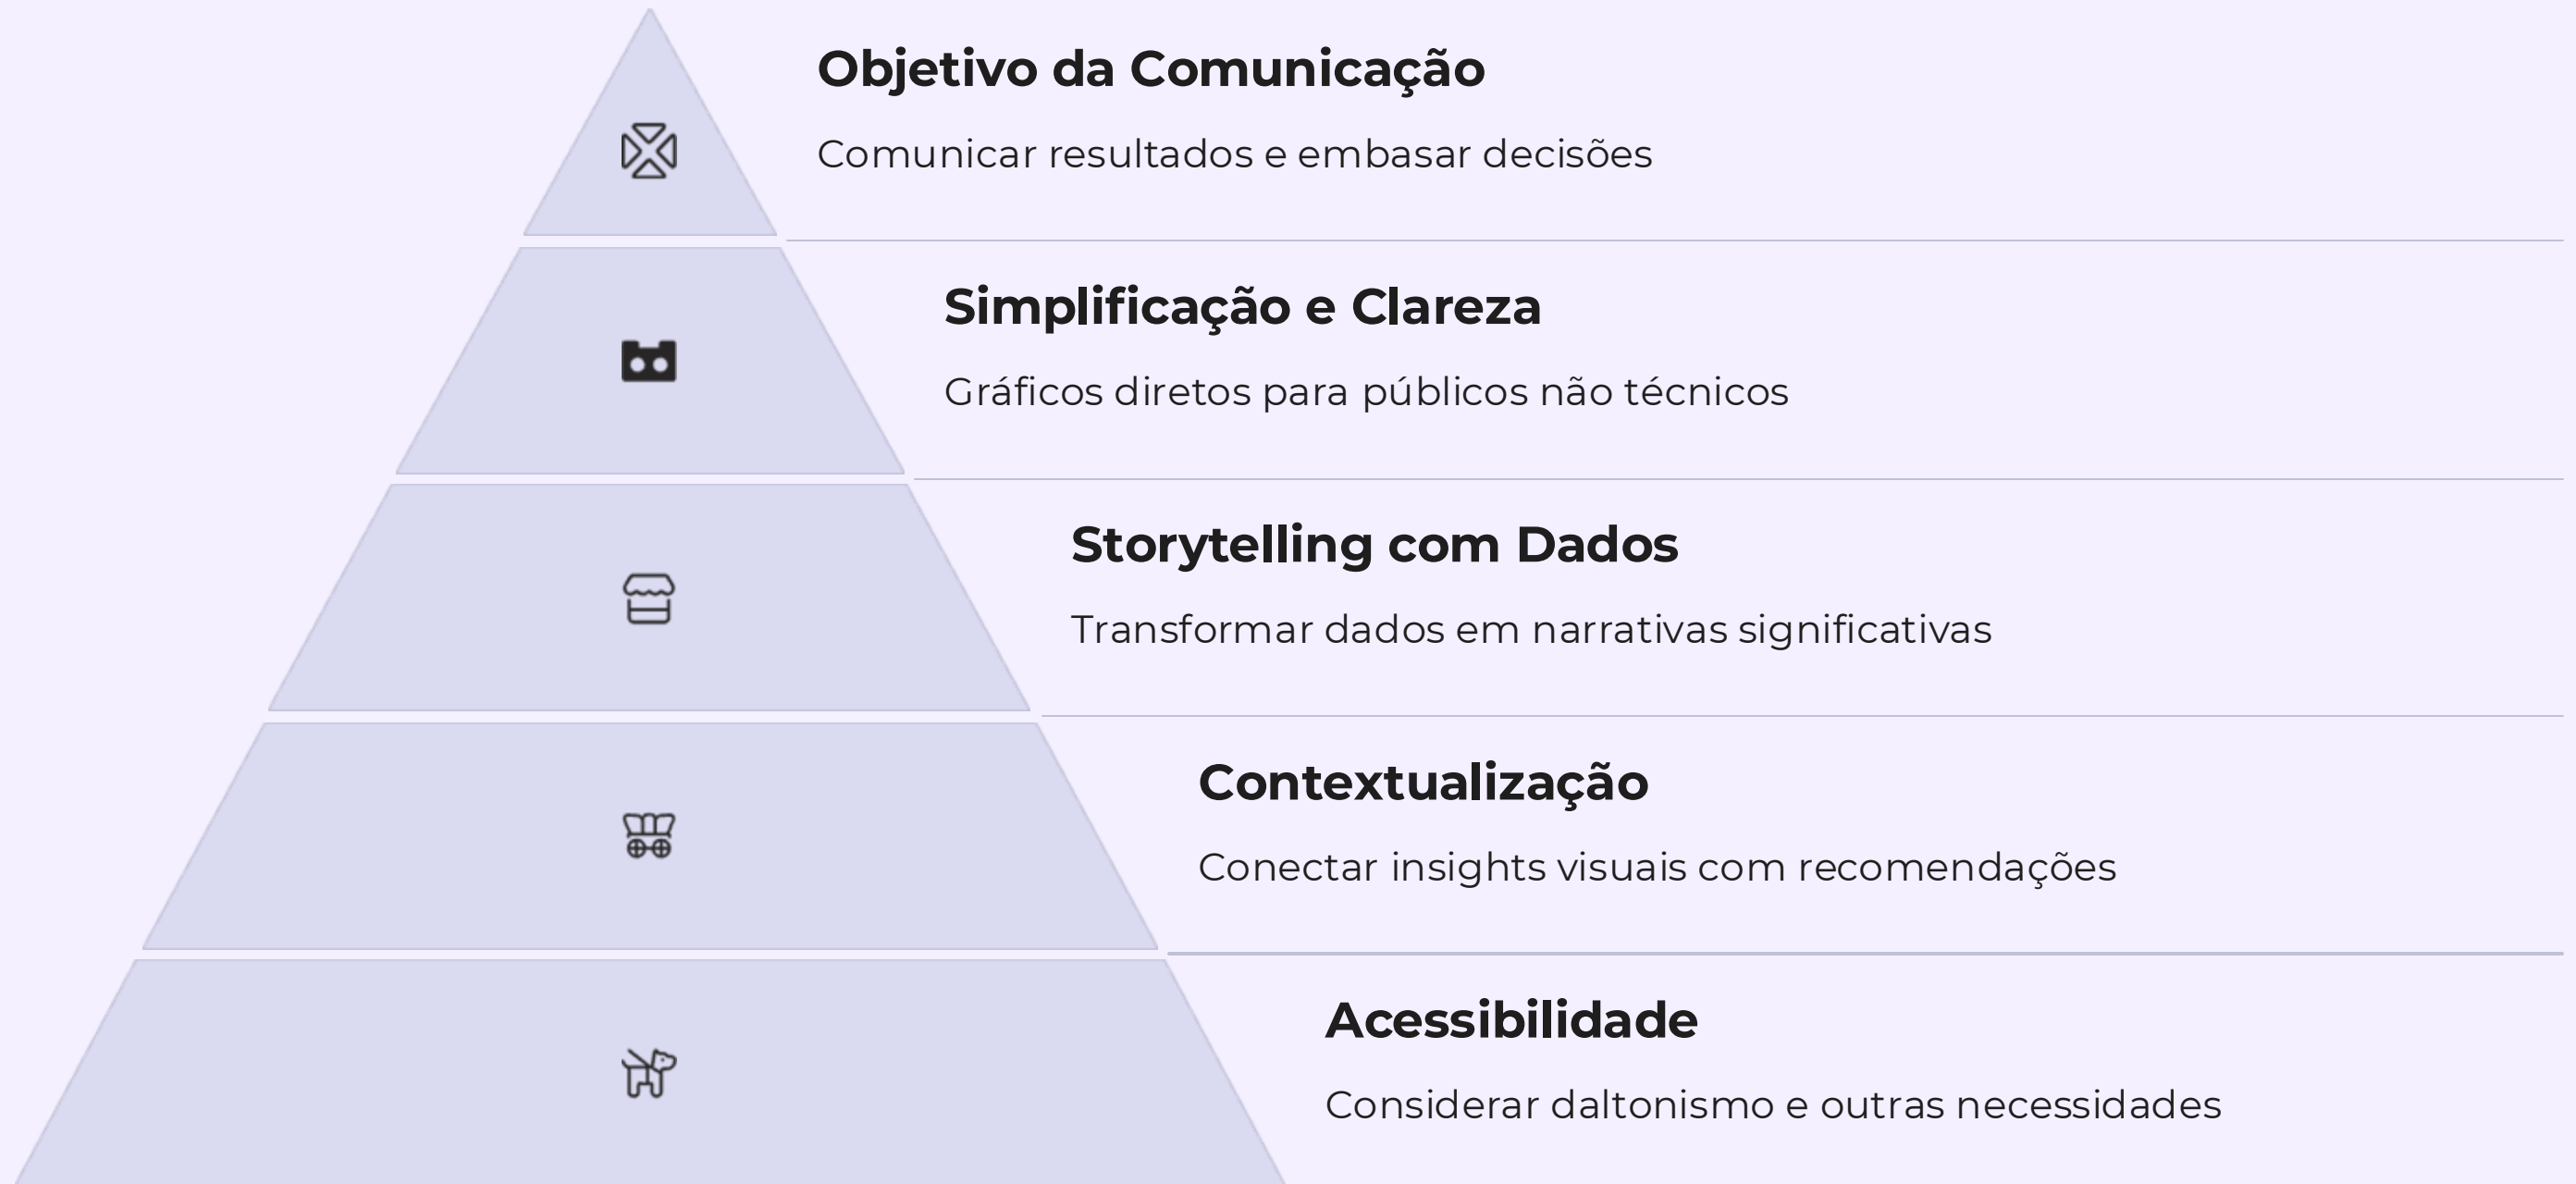 Objetivo da Comunicação
Comunicar resultados e embasar decisões
Simplificação e Clareza
Gráficos diretos para públicos não técnicos
Storytelling com Dados
Transformar dados em narrativas significativas
Contextualização
Conectar insights visuais com recomendações
Acessibilidade
Considerar daltonismo e outras necessidades